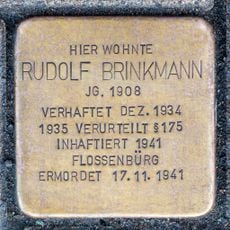 HIER WOHNTE
RUDOLF BRINKMANN
JG. 1908
VERHAFTET DEZ. 1934
1935 VERURTEILT §175
INHAFTIERT 1941
FLOSSENBÜRG
ERMORDET 17.11.1941